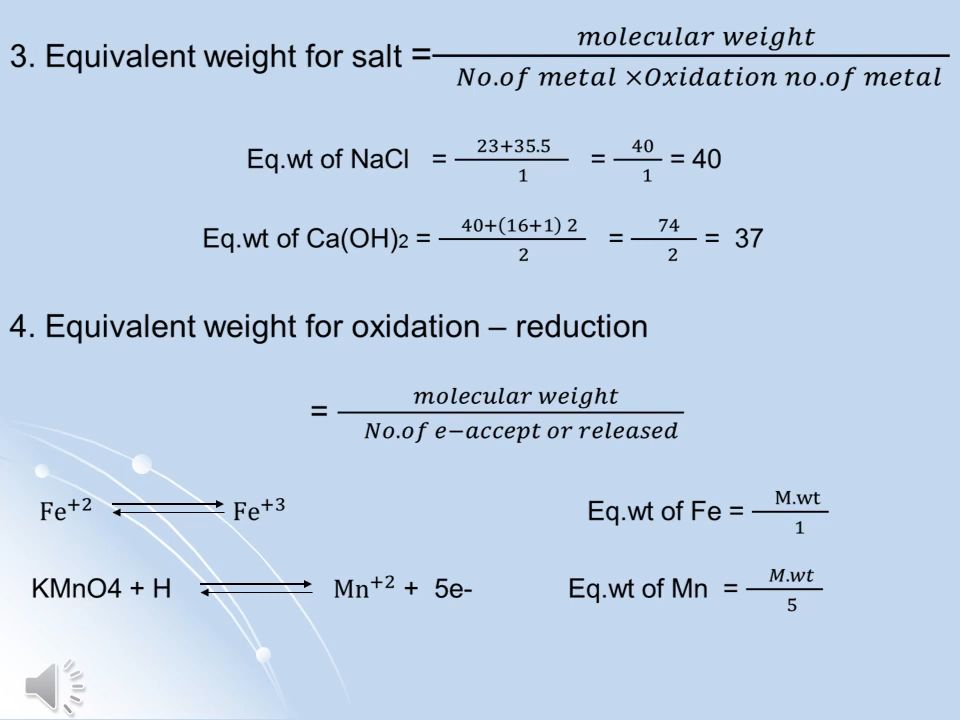 3. Equivalent weight for salt = molecular weight / No.of metal ×Oxidation no.of metal
Eq.wt of NaCl = 23+35.5 / 1 = 40 / 1 = 40
Eq.wt of Ca(OH)2 = 40+(16+1) 2 / 2 = 74 / 2 = 37
4. Equivalent weight for oxidation – reduction
= molecular weight / No.of e−accept or released
Fe⁺² ⇌ Fe⁺³ Eq.wt of Fe = M.wt / 1
KMnO4 + H ⇌ Mn⁺² + 5e- Eq.wt of Mn = M.wt / 5